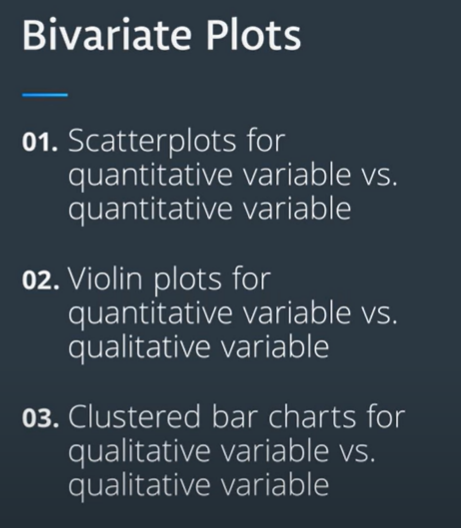 Bivariate Plots
01. Scatterplots for
quantitative variable vs.
quantitative variable
02. Violin plots for
quantitative variable vs.
qualitative variable
03. Clustered bar charts for
qualitative variable vs.
qualitative variable